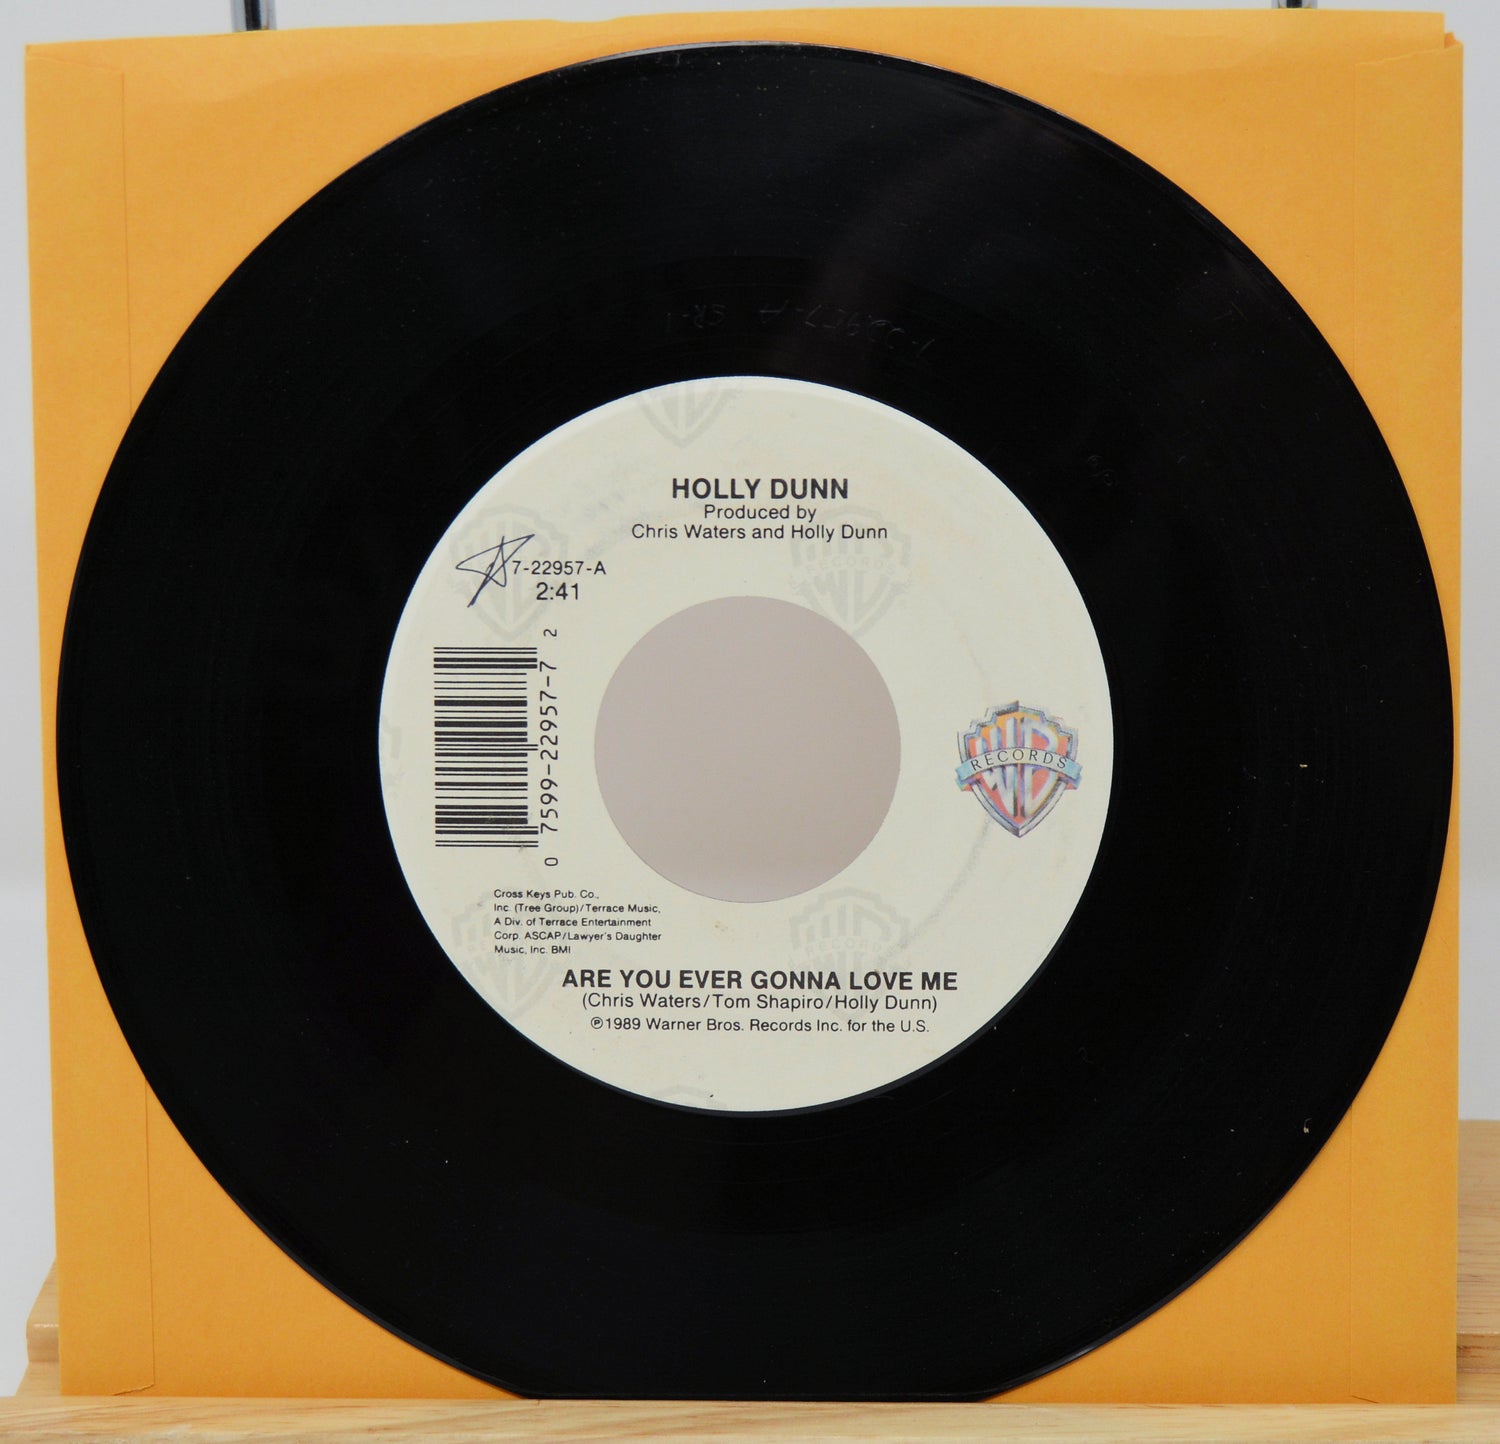 HOLLY DUNN
Produced by
Chris Waters and Holly Dunn
7-22957-A
2:41
0 7599-22957-7 2
RECORDS
Cross Keys Pub. Co.,
Inc. (Tree Group)/Terrace Music,
A Div. of Terrace Entertainment
Corp. ASCAP/Lawyer's Daughter
Music, Inc. BMI
ARE YOU EVER GONNA LOVE ME
(Chris Waters/Tom Shapiro/Holly Dunn)
℗1989 Warner Bros. Records Inc. for the U.S.